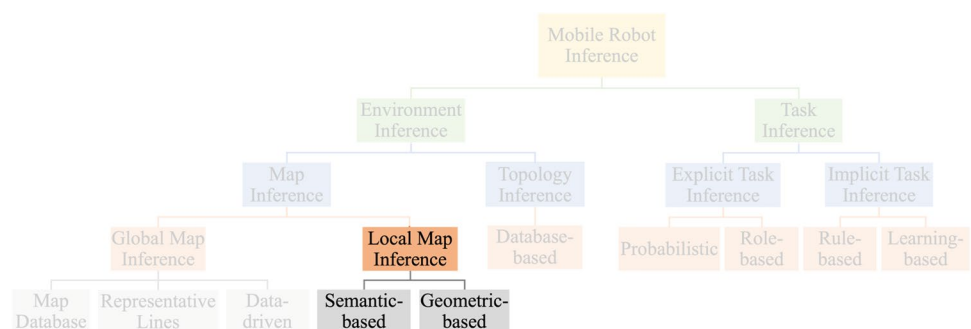 Mobile Robot
Inference
Environment
Inference
Task
Inference
Map
Inference
Topology
Inference
Explicit Task
Inference
Implicit Task
Inference
Global Map
Inference
Local Map
Inference
Database-
based
Probabilistic
Role-
based
Rule-
based
Learning-
based
Map
Database
Representative
Lines
Data-
driven
Semantic-
based
Geometric-
based